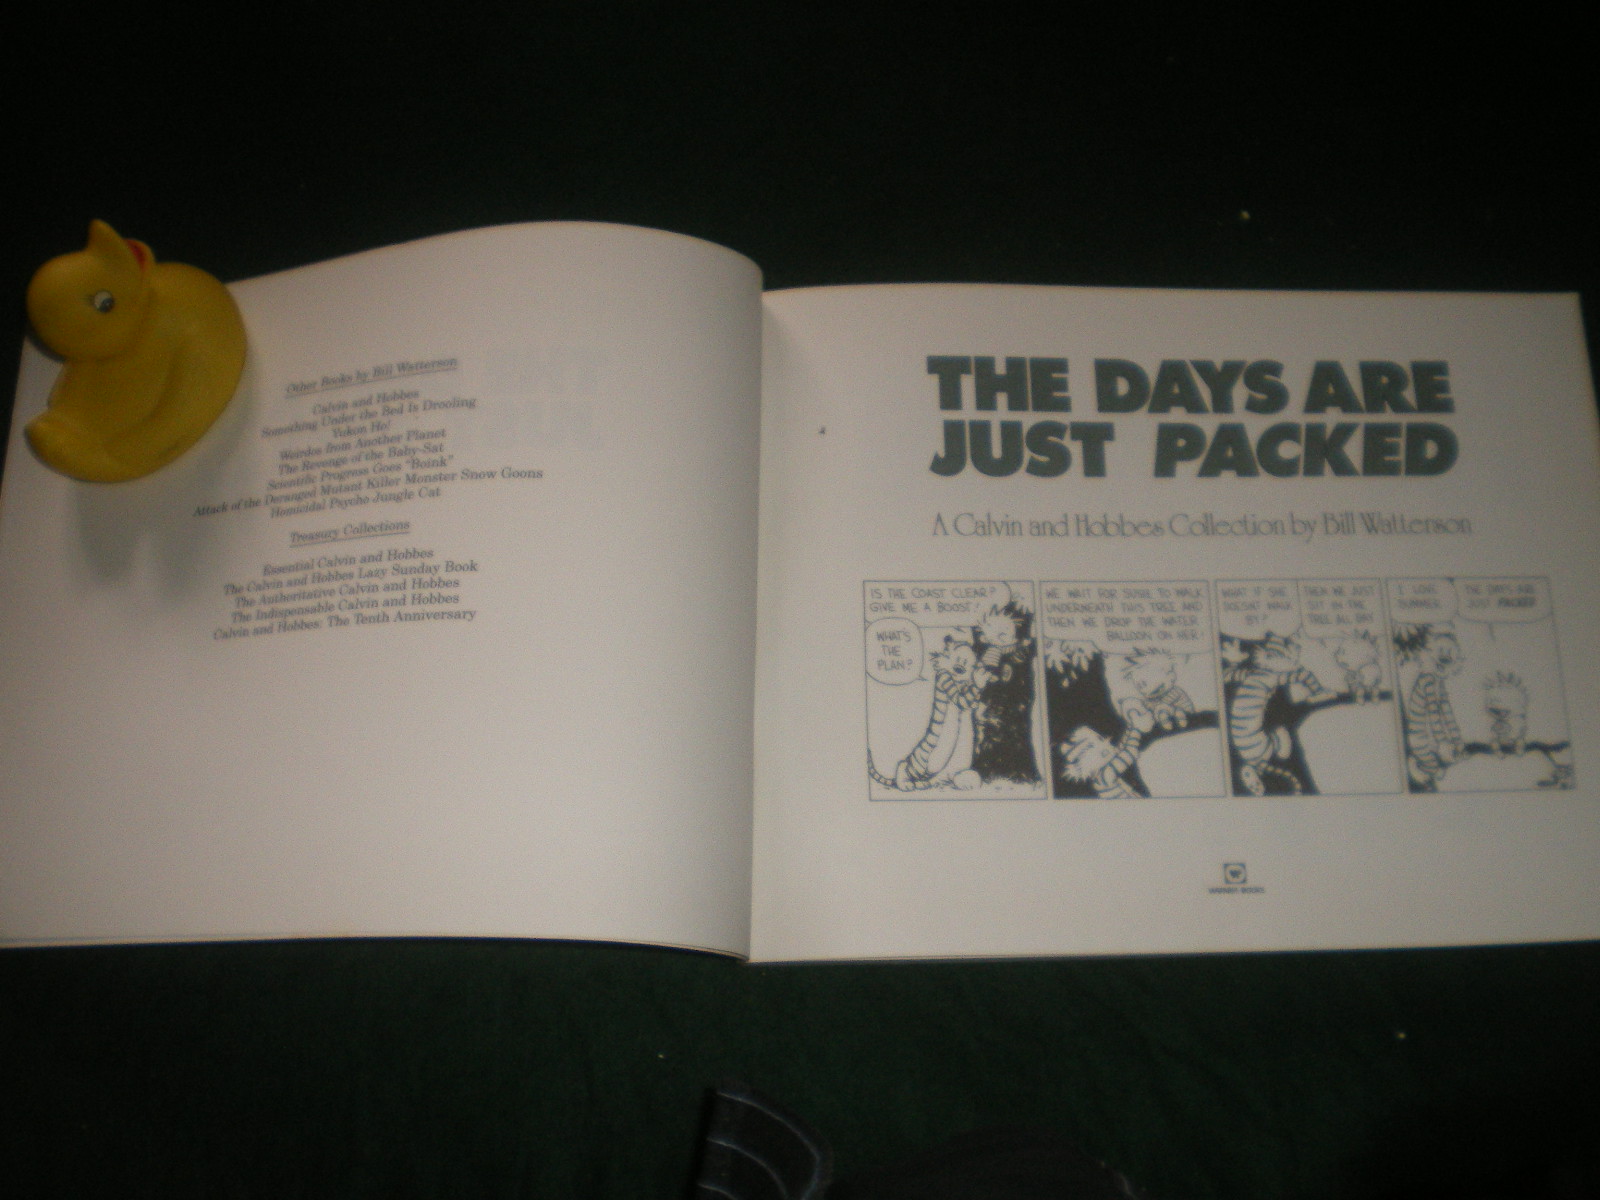 Other Books by Bill Watterson
Calvin and Hobbes
Something Under the Bed Is Drooling
Yukon Ho!
Weirdos from Another Planet
The Revenge of the Baby-Sat
Scientific Progress Goes "Boink"
Attack of the Deranged Mutant Killer Monster Snow Goons
Homicidal Psycho Jungle Cat
Treasury Collections
Essential Calvin and Hobbes
The Calvin and Hobbes Lazy Sunday Book
The Authoritative Calvin and Hobbes
The Indispensable Calvin and Hobbes
Calvin and Hobbes: The Tenth Anniversary
THE DAYS ARE
JUST PACKED
A Calvin and Hobbes Collection by Bill Watterson
IS THE COAST CLEAR?
GIVE ME A BOOST!
WHAT'S
THE
PLAN?
WE WAIT FOR SUSIE TO WALK
UNDERNEATH THIS TREE AND
THEN WE DROP THE WATER
BALLOON ON HER!
WHAT IF SHE
DOESN'T WALK
BY?
THEN WE JUST
SIT IN THE
TREE ALL DAY.
I LOVE
SUMMER.
THE DAYS ARE
JUST PACKED.
W
WARNER BOOKS